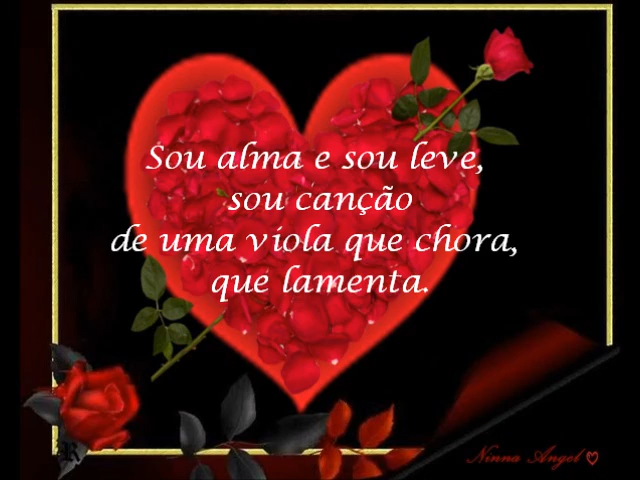 Sou alma e sou leve,
sou canção
de uma viola que chora,
que lamenta.
R
Ninna Angel